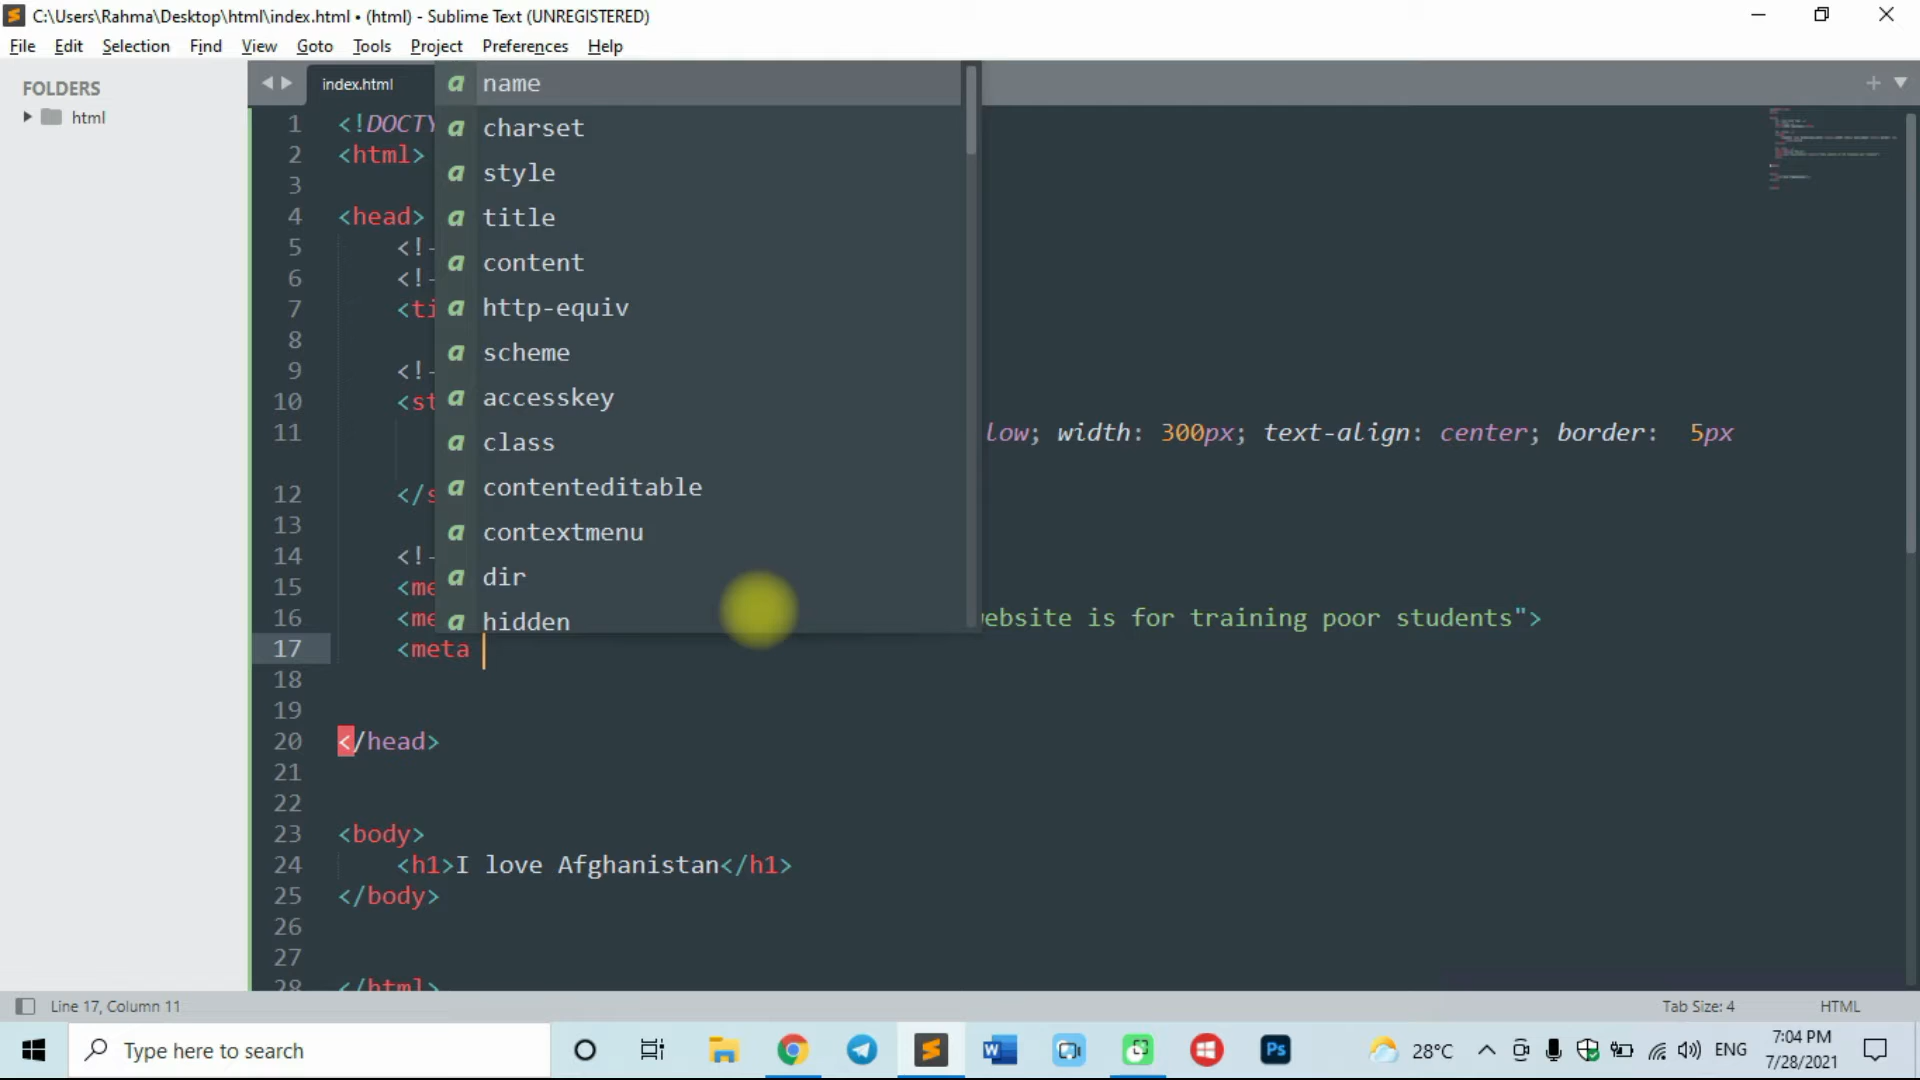 C:\Users\Rahma\Desktop\html\index.html • (html) - Sublime Text (UNREGISTERED)
File Edit Selection Find View Goto Tools Project Preferences Help
FOLDERS
html
index.html
name
charset
style
title
content
http-equiv
scheme
accesskey
class
contenteditable
contextmenu
dir
hidden
1 <!DOCTY
2 <html>
3
4 <head>
5 <!-
6 <!-
7 <ti
8
9 <!-
10 <st
11 low; width: 300px; text-align: center; border: 5px
12 </s
13
14 <!-
15 <me
16 <me ebsite is for training poor students">
17 <meta
18
19
20 </head>
21
22
23 <body>
24 <h1>I love Afghanistan</h1>
25 </body>
26
27
28 </html>
Line 17, Column 11
Tab Size: 4 HTML
Type here to search
28°C
ENG
7:04 PM
7/28/2021